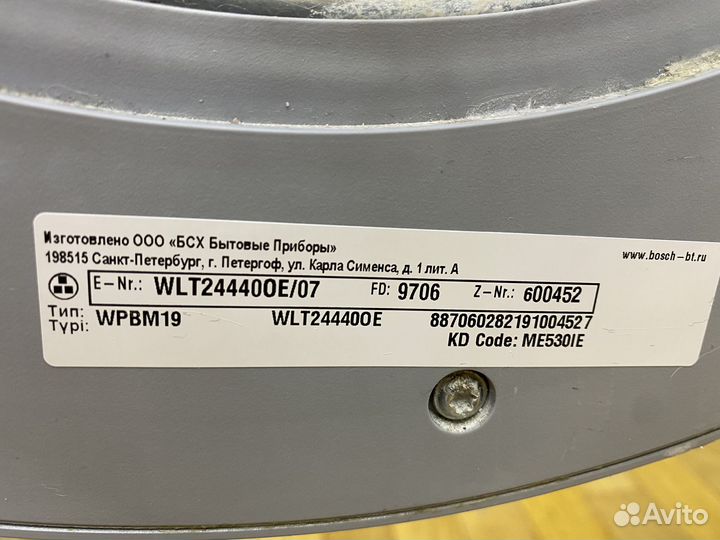 Изготовлено ООО «БСХ Бытовые Приборы»
198515 Санкт-Петербург, г. Петергоф, ул. Карла Сименса, д. 1 лит. А
www.bosch-bt.ru
E-Nr.: WLT24440OE/07 FD: 9706 Z-Nr.: 600452
Тип: WPBM19 WLT24440OE 887060282191004527
Typi:
KD Code: ME530IE
Avito